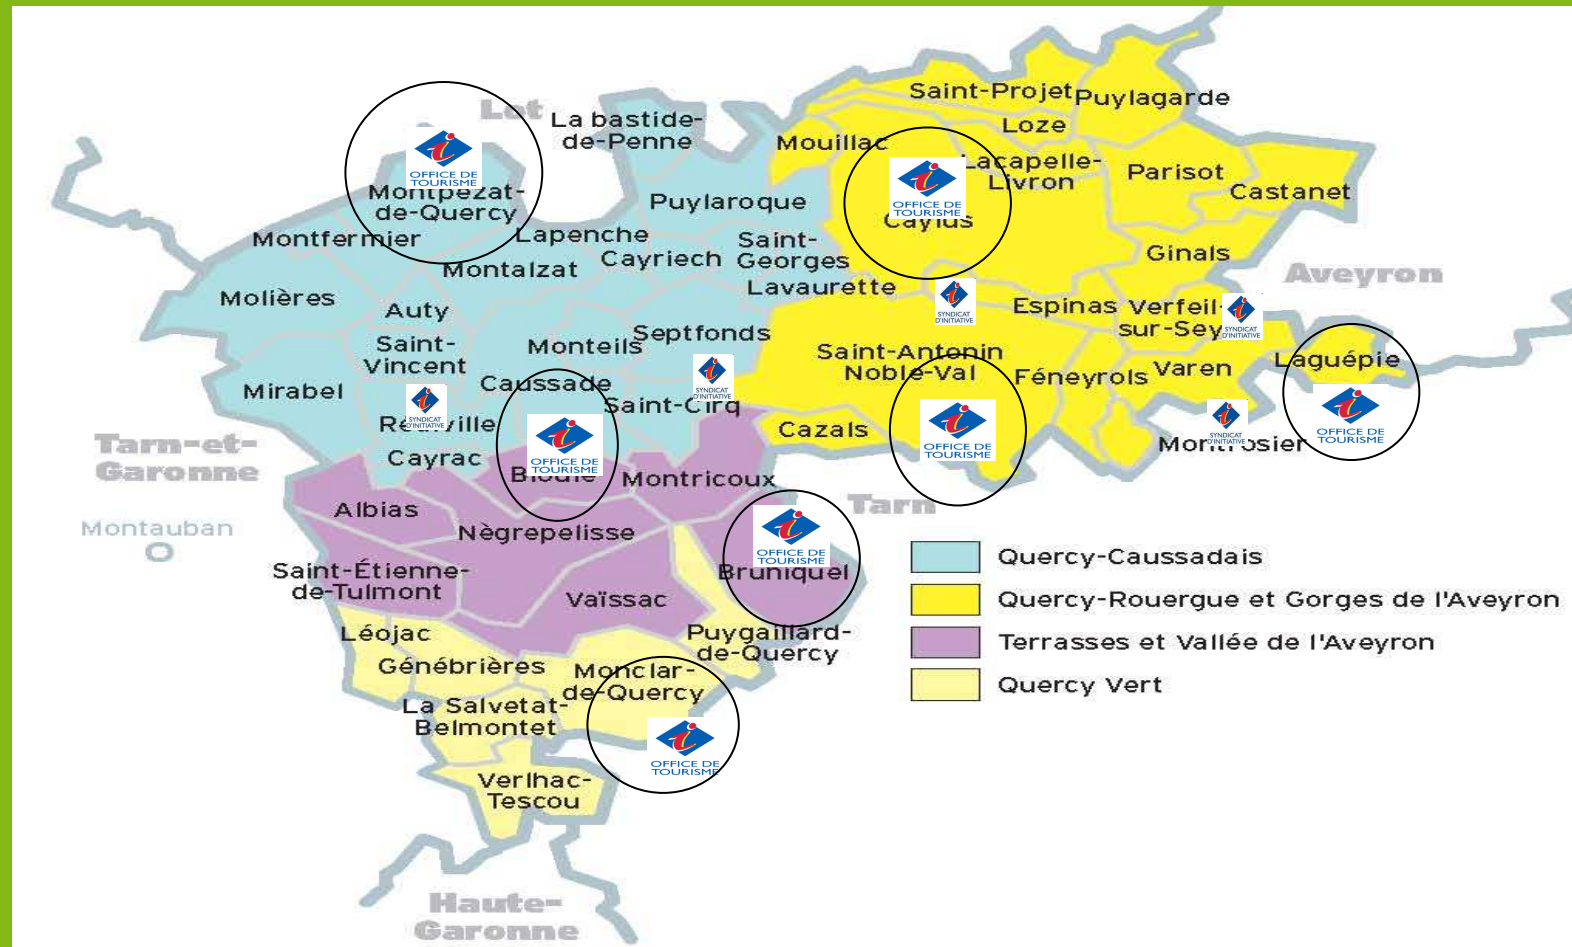 Lot
La bastide-
de-Penne
Saint-Projet
Puylagarde
Loze
Mouillac
Lacapelle-
Livron
Parisot
Castanet
OFFICE DE
TOURISME
Montpezat-
de-Quercy
OFFICE DE
TOURISME
Caylus
Puylaroque
Montfermier
Lapenche
Saint-
Georges
Cayriech
Montalzat
Ginals
Aveyron
Molières
Lavaurette
Auty
SYNDICAT
D'INITIATIVE
Espinas
Verfeil-
sur-Sey
SYNDICAT
D'INITIATIVE
Saint-
Vincent
Monteils
Septfonds
Saint-Antonin
Noble-Val
Laguépie
Féneyrols
Varen
Mirabel
Caussade
SYNDICAT
D'INITIATIVE
Saint-Cirq
SYNDICAT
D'INITIATIVE
Réalville
Cazals
OFFICE DE
TOURISME
SYNDICAT
D'INITIATIVE
Montrosier
OFFICE DE
TOURISME
Tarn-et-
Garonne
Cayrac
OFFICE DE
TOURISME
Bioule
Montricoux
Albias
Tarn
Montauban
Nègrepelisse
OFFICE DE
TOURISME
Bruniquel
Saint-Étienne-
de-Tulmont
Vaïssac
Quercy-Caussadais
Quercy-Rouergue et Gorges de l'Aveyron
Terrasses et Vallée de l'Aveyron
Quercy Vert
Léojac
Puygaillard-
de-Quercy
Génébrières
Monclar-
de-Quercy
La Salvetat-
Belmontet
OFFICE DE
TOURISME
Verlhac-
Tescou
Haute-
Garonne